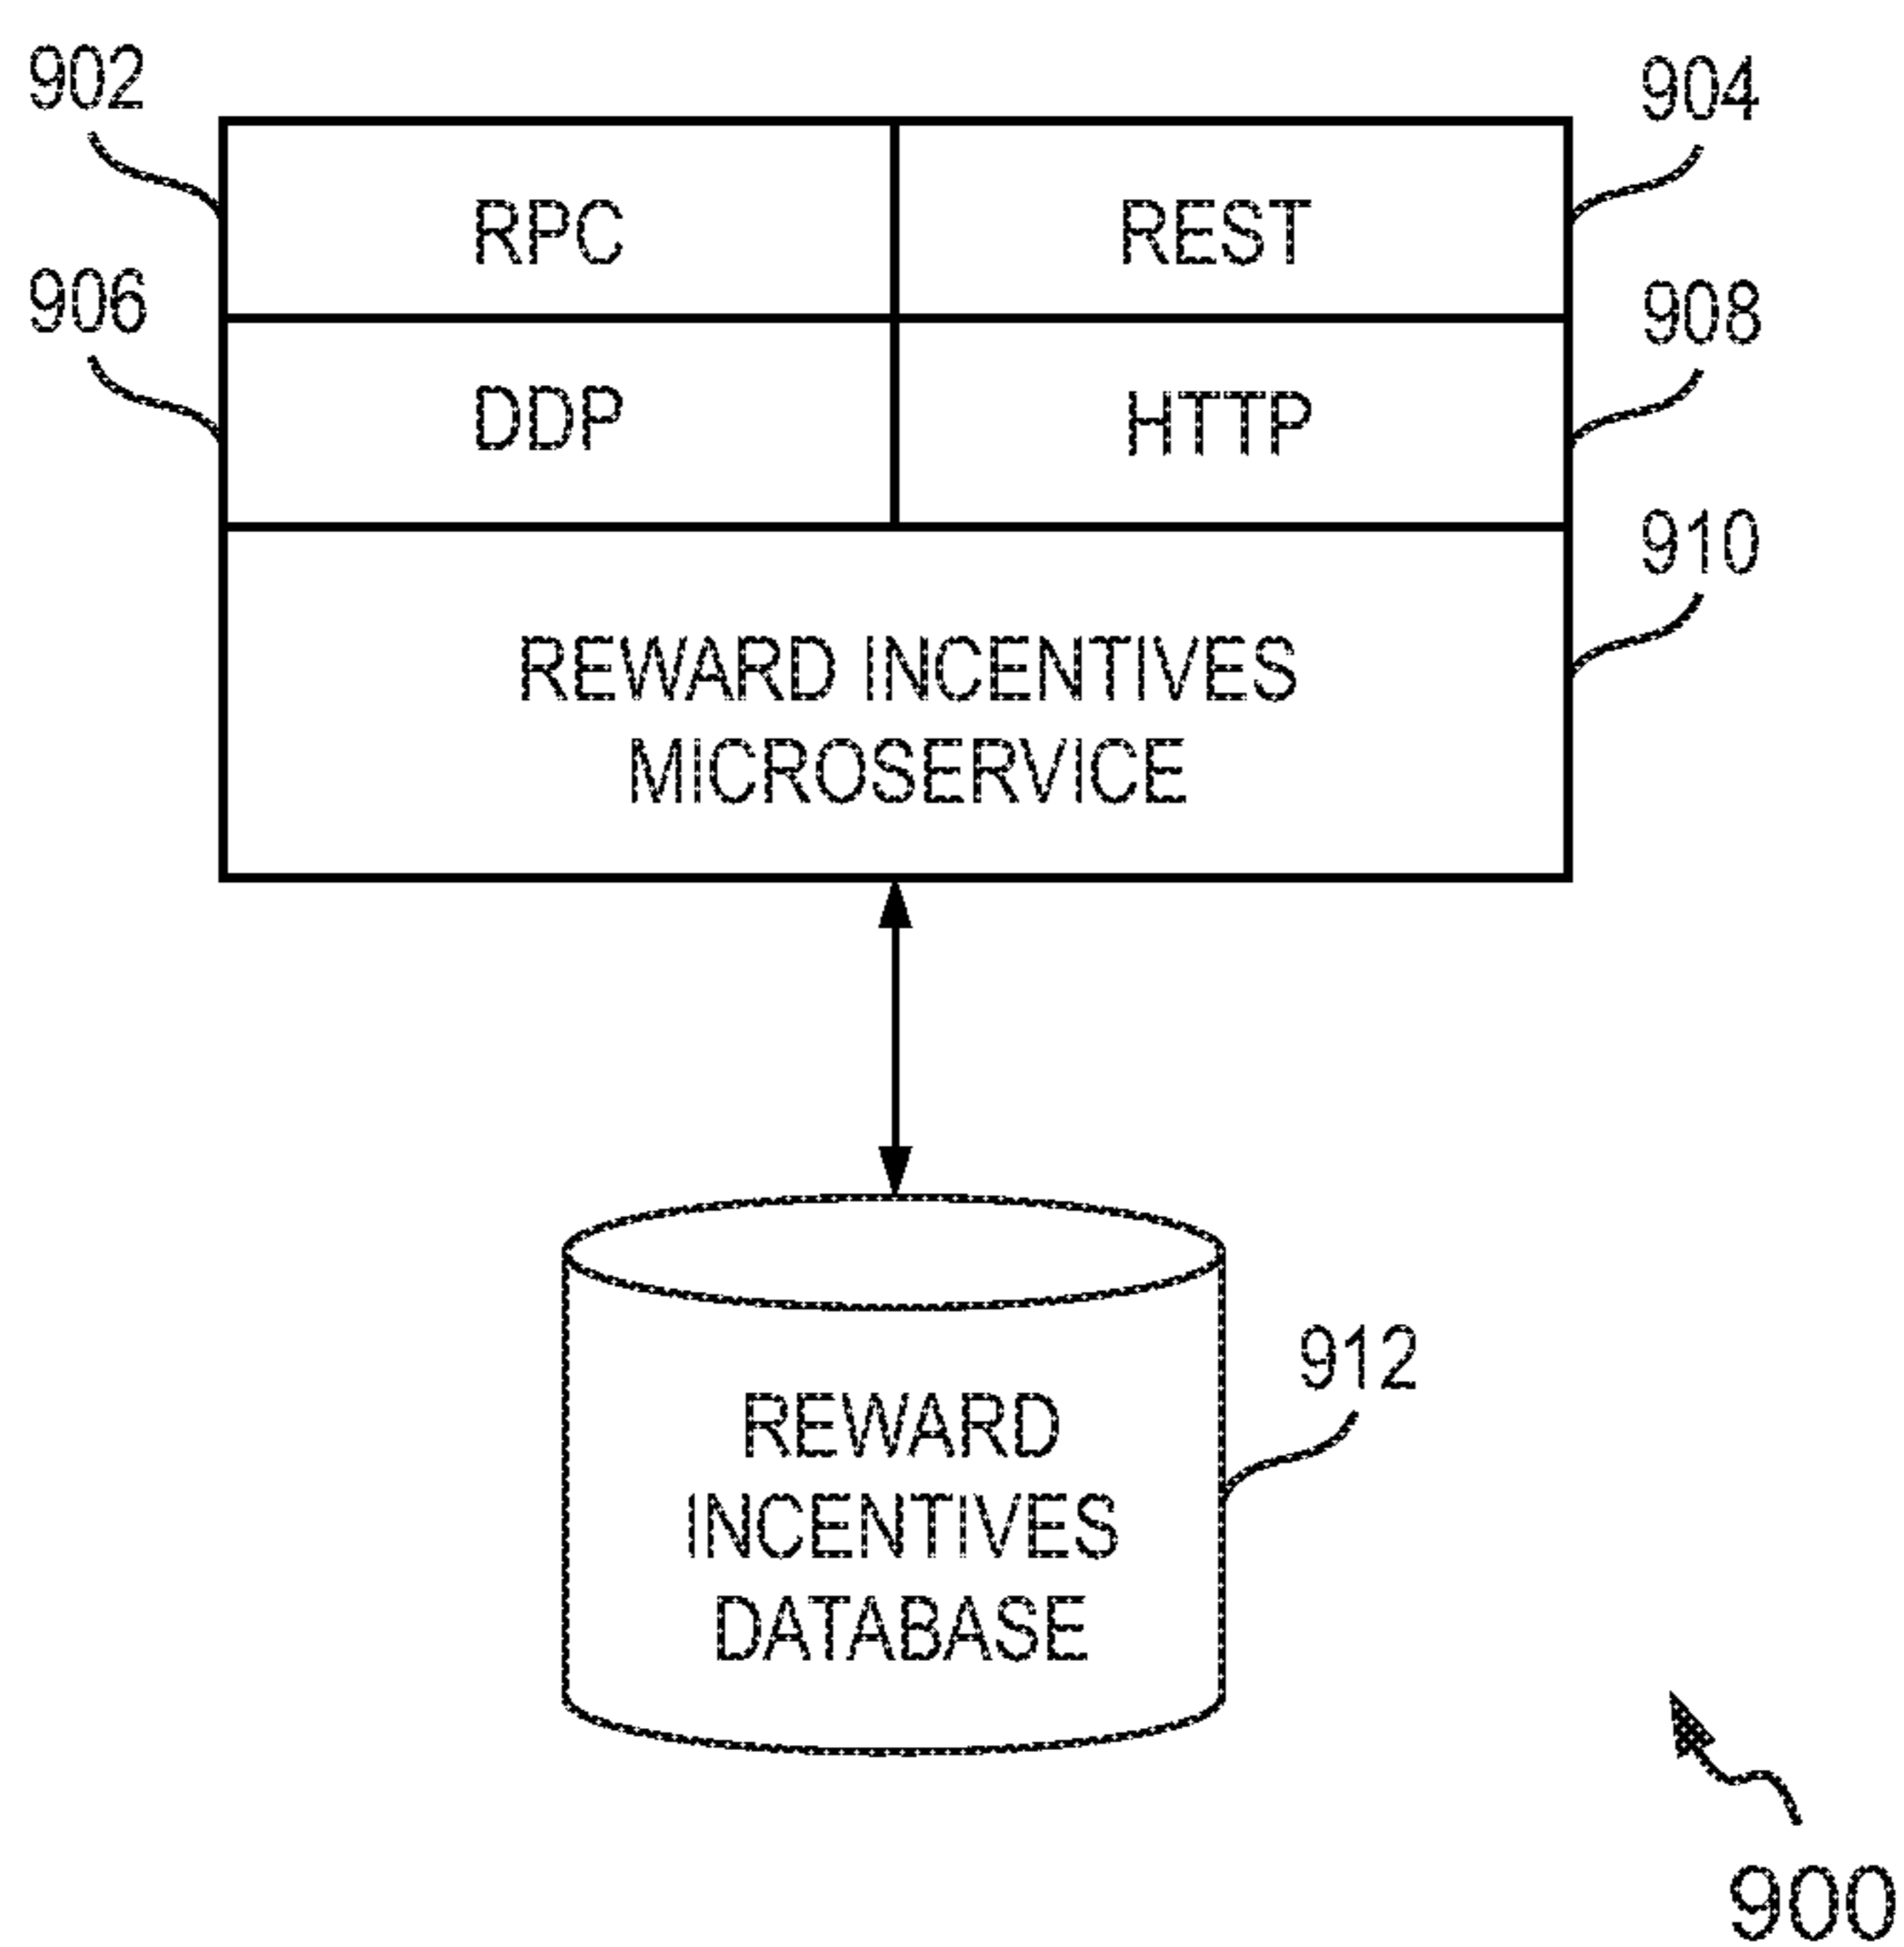 902
904
RPC
REST
906
908
DDP
HTTP
910
REWARD INCENTIVES
MICROSERVICE
912
REWARD
INCENTIVES
DATABASE
900